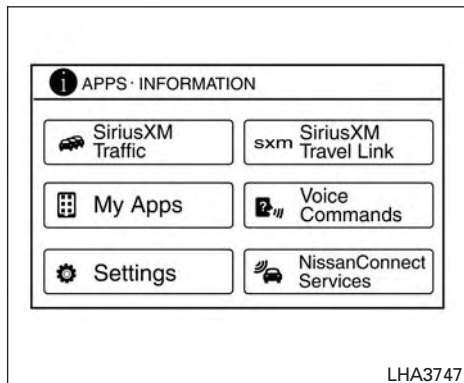 i APPS · INFORMATION
SiriusXM
Traffic
sxm SiriusXM
Travel Link
My Apps
? Voice
Commands
Settings
NissanConnect
Services
LHA3747